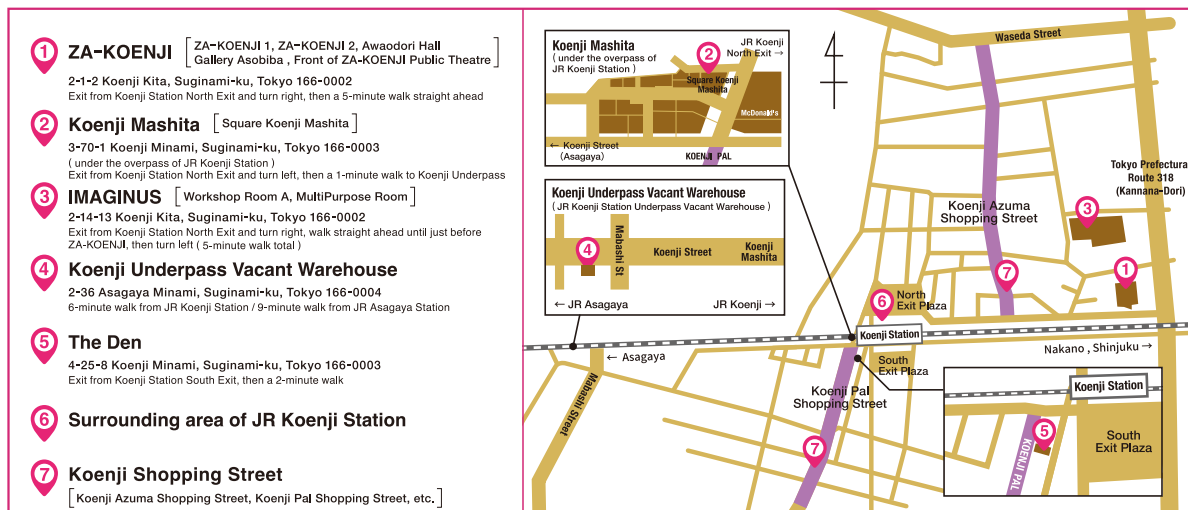 1
ZA-KOENJI
ZA-KOENJI 1, ZA-KOENJI 2, Awaodori Hall
Gallery Asobiba , Front of ZA-KOENJI Public Theatre
2-1-2 Koenji Kita, Suginami-ku, Tokyo 166-0002
Exit from Koenji Station North Exit and turn right, then a 5-minute walk straight ahead
2
Koenji Mashita [ Square Koenji Mashita ]
3-70-1 Koenji Minami, Suginami-ku, Tokyo 166-0003
( under the overpass of JR Koenji Station )
Exit from Koenji Station North Exit and turn left, then a 1-minute walk to Koenji Underpass
3
IMAGINUS [ Workshop Room A, MultiPurpose Room ]
2-14-13 Koenji Kita, Suginami-ku, Tokyo 166-0002
Exit from Koenji Station North Exit and turn right, walk straight ahead until just before
ZA-KOENJI, then turn left ( 5-minute walk total )
4
Koenji Underpass Vacant Warehouse
2-36 Asagaya Minami, Suginami-ku, Tokyo 166-0004
6-minute walk from JR Koenji Station / 9-minute walk from JR Asagaya Station
5
The Den
4-25-8 Koenji Minami, Suginami-ku, Tokyo 166-0003
Exit from Koenji Station South Exit, then a 2-minute walk
6
Surrounding area of JR Koenji Station
7
Koenji Shopping Street
[ Koenji Azuma Shopping Street, Koenji Pal Shopping Street, etc. ]
Koenji Mashita
( under the overpass of
JR Koenji Station )
JR Koenji
North Exit →
2
Square Koenji
Mashita
McDonald's
← Koenji Street
(Asagaya)
KOENJI PAL
Koenji Underpass Vacant Warehouse
( JR Koenji Station Underpass Vacant Warehouse )
4
Mabashi St
Koenji Street
Koenji
Mashita
← JR Asagaya
JR Koenji →
4
Waseda Street
Tokyo Prefectural
Route 318
(Kannana-Dori)
Koenji Azuma
Shopping Street
3
7
1
6
North
Exit Plaza
Koenji Station
← Asagaya
Nakano , Shinjuku →
South
Exit Plaza
Mabashi Street
Koenji Pal
Shopping Street
7
Koenji Station
5
KOENJI PAL
South
Exit Plaza